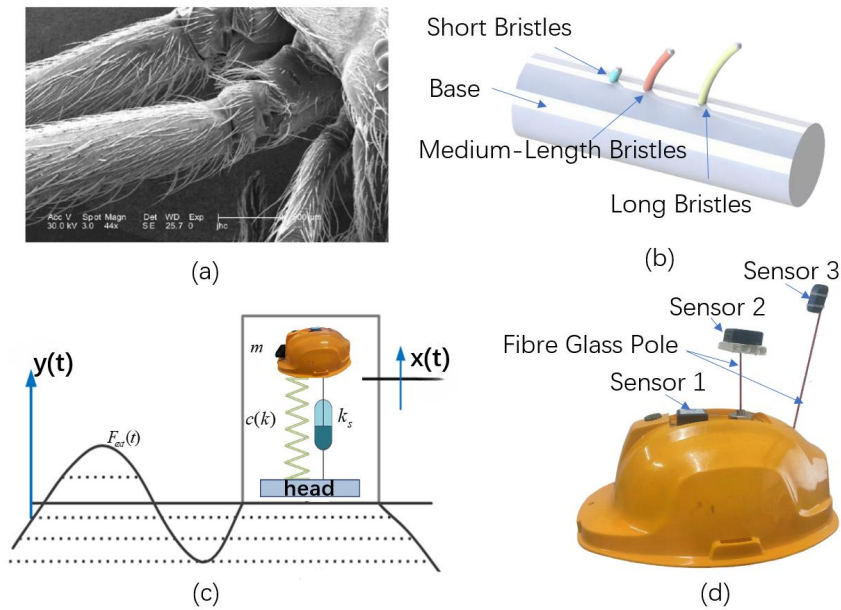 Acc V Spot Magn Det WD Exp
30.0 kV 3.0 44x SE 25.7 0 jhc
(a)
Short Bristles
Base
Medium-Length Bristles
Long Bristles
(b)
y(t)
m
x(t)
c(k)
k_s
head
(c)
Sensor 3
Sensor 2
Fibre Glass Pole
Sensor 1
(d)